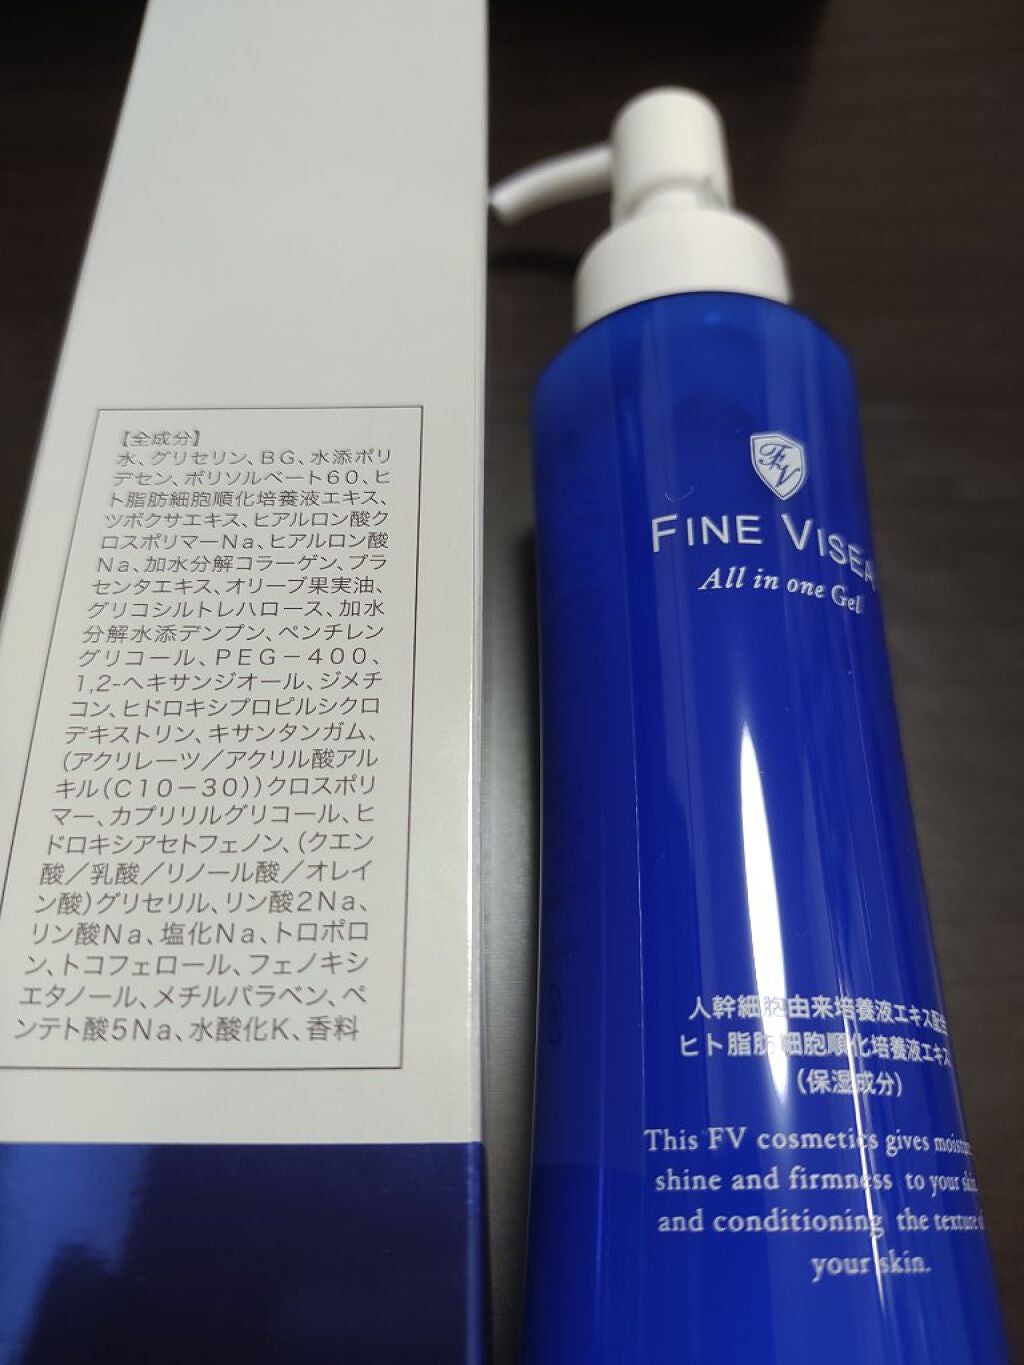 【全成分】
水、グリセリン、BG、水添ポリ
デセン、ポリソルベート60、ヒ
ト脂肪細胞順化培養液エキス、
ツボクサエキス、ヒアルロン酸ク
ロスポリマーNa、ヒアルロン酸
Na、加水分解コラーゲン、プラ
センタエキス、オリーブ果実油、
グリコシルトレハロース、加水
分解水添デンプン、ペンチレン
グリコール、PEG－400、
1,2-ヘキサンジオール、ジメチ
コン、ヒドロキシプロピルシクロ
デキストリン、キサンタンガム、
（アクリレーツ／アクリル酸アル
キル（C10－30））クロスポリ
マー、カプリリルグリコール、ヒ
ドロキシアセトフェノン、（クエン
酸／乳酸／リノール酸／オレイ
ン酸）グリセリル、リン酸2Na、
リン酸Na、塩化Na、トロポロ
ン、トコフェロール、フェノキシ
エタノール、メチルパラベン、ペ
ンテト酸5Na、水酸化K、香料
FV
FINE VISEA
All in one Gel
人幹細胞由来培養液エキス配合
ヒト脂肪細胞順化培養液エキス
（保湿成分）
This FV cosmetics gives
shine and firmness to your
and conditioning the texture
your skin.